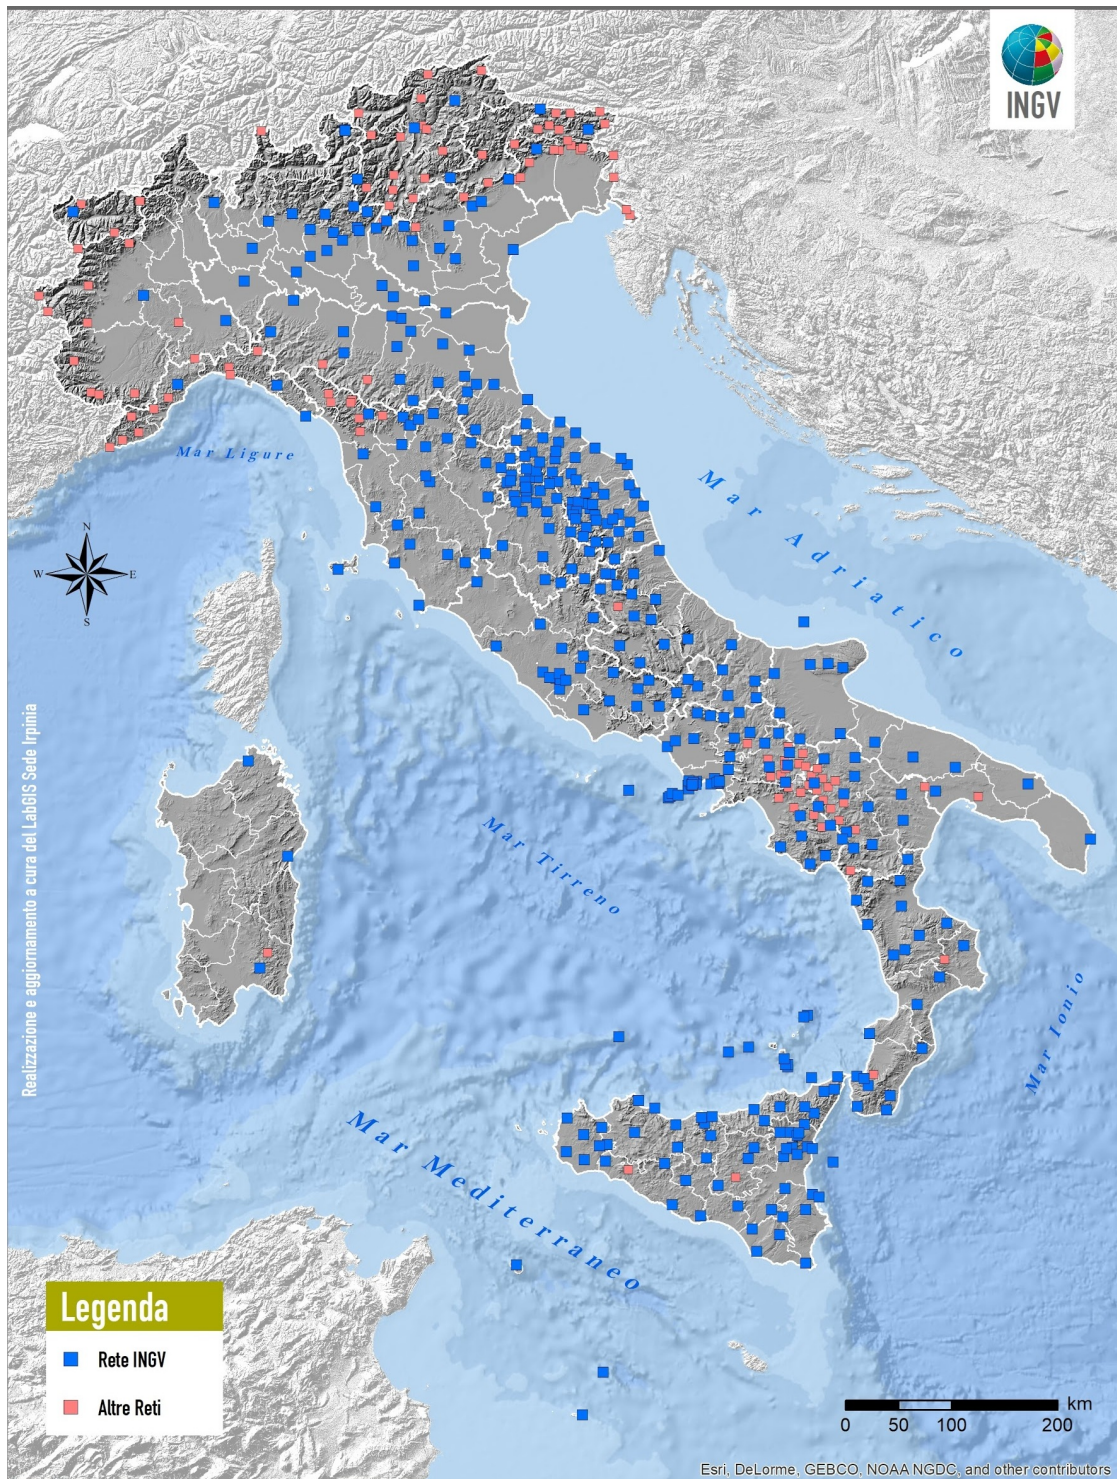 INGV
Mar Ligure
N
W
E
S
Mar Adriatico
Mar Tirreno
Mar Ionio
Mar Mediterraneo
Realizzazione e aggiornamento a cura del LabGIS Sede Irpinia
Legenda
Rete INGV
Altre Reti
km
0 50 100 200
Esri, DeLorme, GEBCO, NOAA NGDC, and other contributors